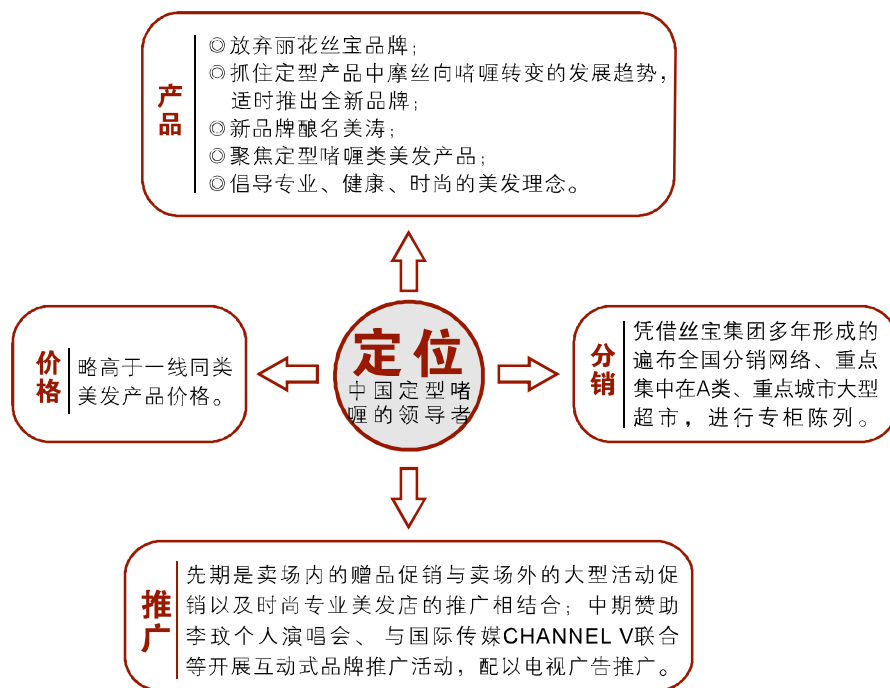 产品
◎放弃丽花丝宝品牌；
◎抓住定型产品中摩丝向啫喱转变的发展趋势，
适时推出全新品牌；
◎新品牌酿名美涛；
◎聚焦定型啫喱类美发产品；
◎倡导专业、健康、时尚的美发理念。
价格
略高于一线同类
美发产品价格。
定位
中国定型啫
喱的领导者
分销
凭借丝宝集团多年形成的
遍布全国分销网络、重点
集中在A类、重点城市大型
超市，进行专柜陈列。
推广
先期是卖场内的赠品促销与卖场外的大型活动促
销以及时尚专业美发店的推广相结合；中期赞助
李玟个人演唱会、与国际传媒CHANNEL V联合
等开展互动式品牌推广活动，配以电视广告推广。